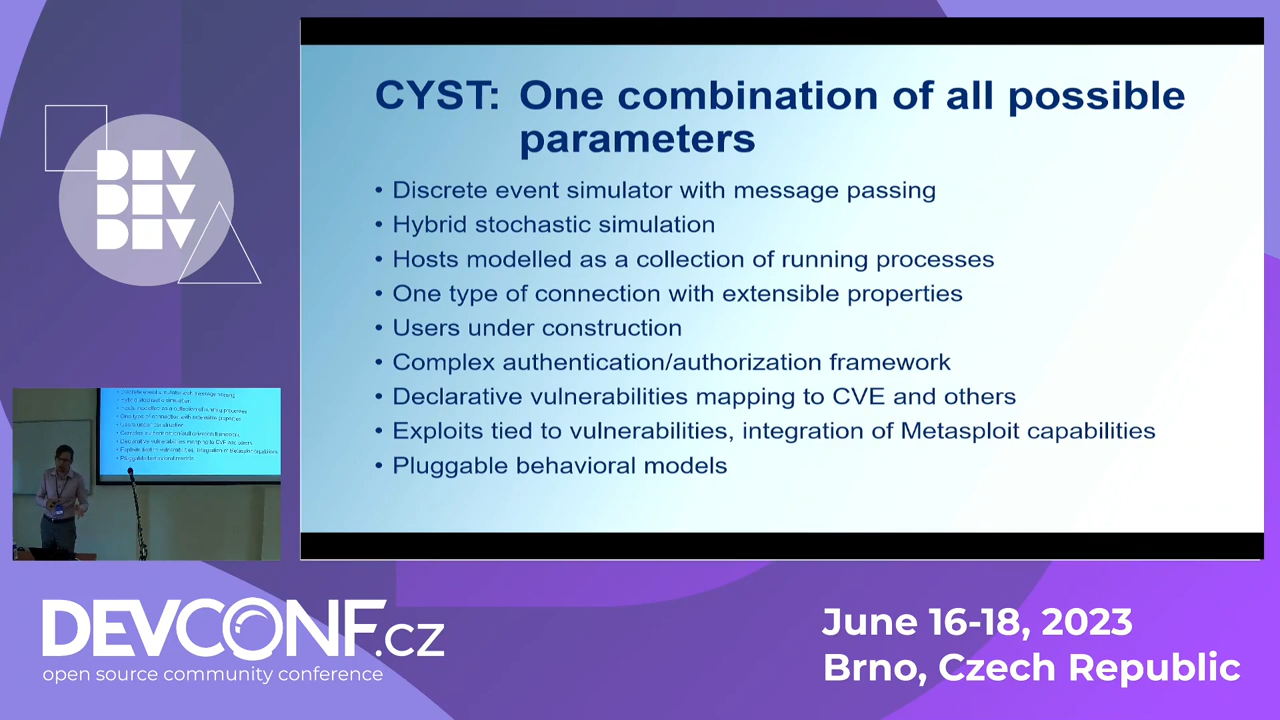 DEV
DEV
DEV
CYST: One combination of all possible
parameters
• Discrete event simulator with message passing
• Hybrid stochastic simulation
• Hosts modelled as a collection of running processes
• One type of connection with extensible properties
• Users under construction
• Complex authentication/authorization framework
• Declarative vulnerabilities mapping to CVE and others
• Exploits tied to vulnerabilities, integration of Metasploit capabilities
• Pluggable behavioral models
DEVCONF.cz
open source community conference
June 16-18, 2023
Brno, Czech Republic